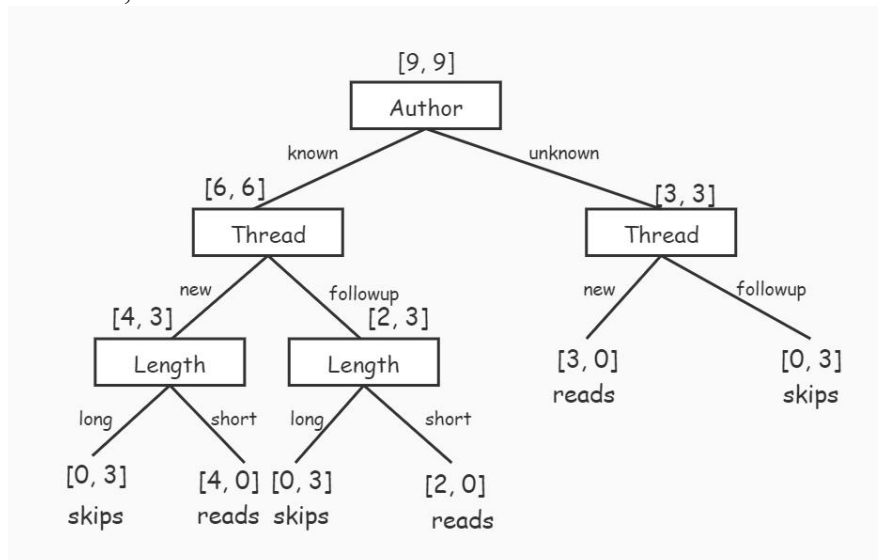 [9, 9]
Author
known
unknown
[6, 6]
[3, 3]
Thread
Thread
new
followup
new
followup
[4, 3]
[2, 3]
Length
Length
[3, 0]
[0, 3]
reads
skips
long
short
long
short
[0, 3]
[4, 0]
[0, 3]
[2, 0]
skips
reads
skips
reads